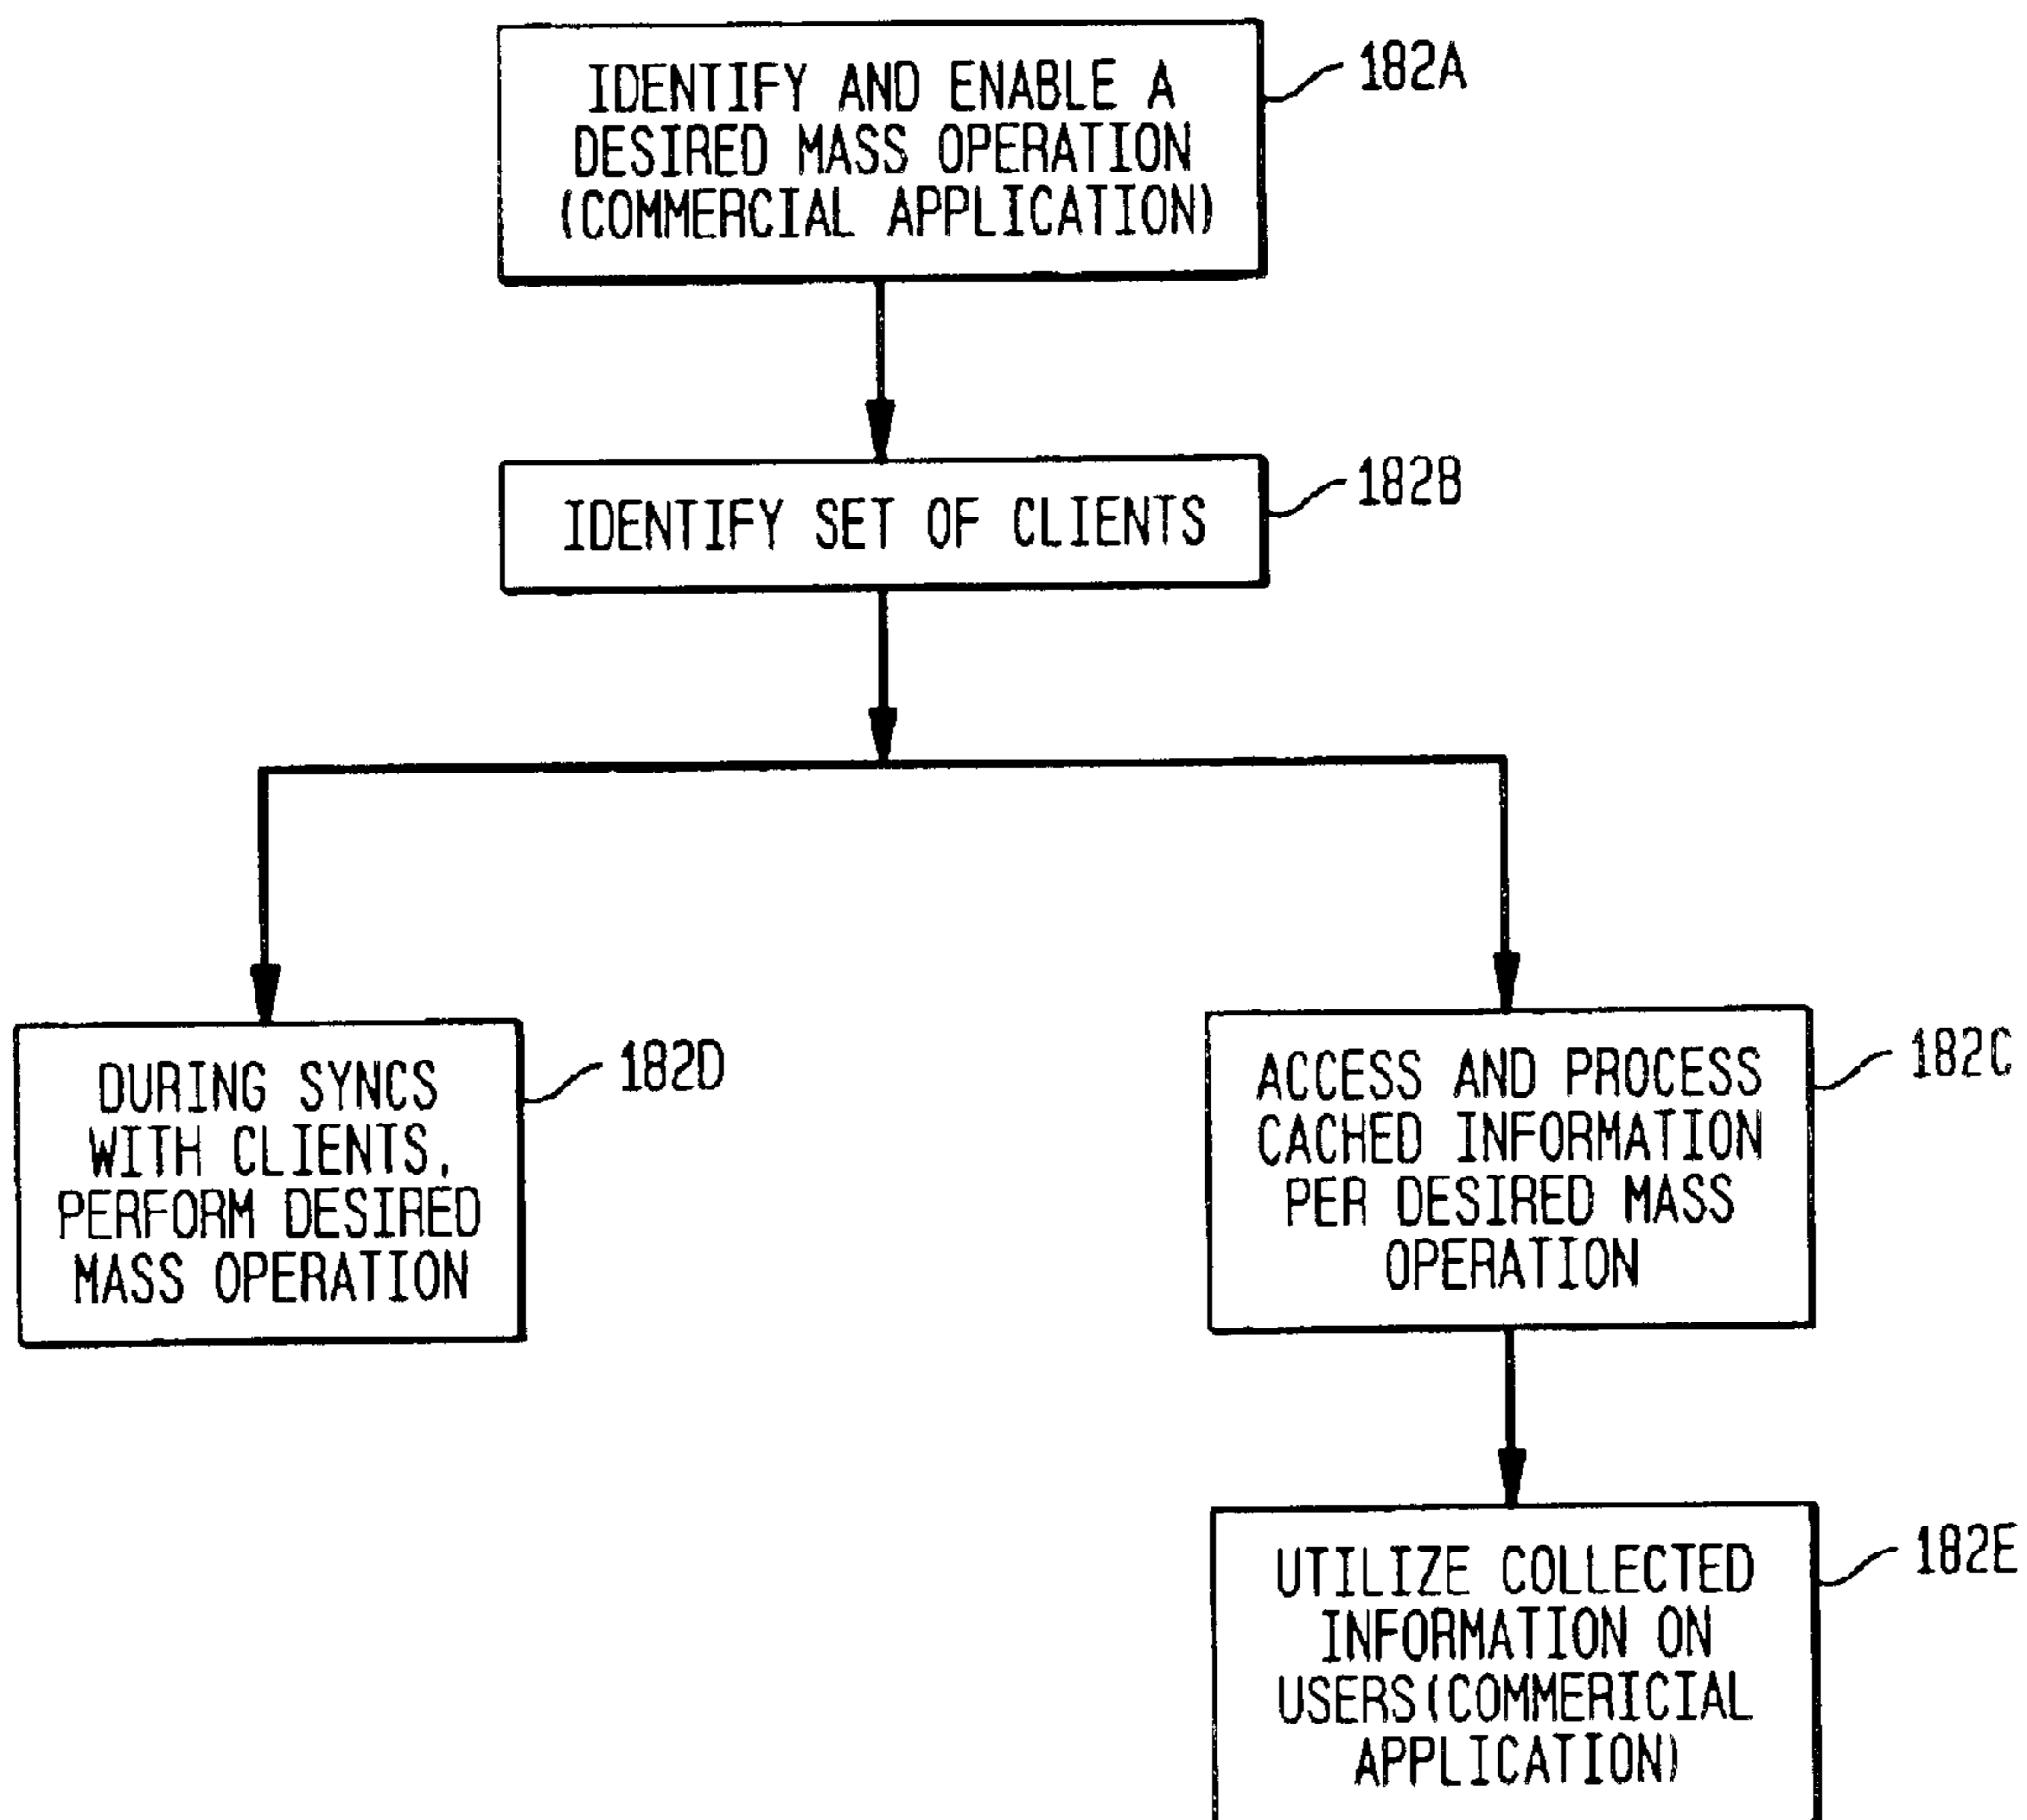 IDENTIFY AND ENABLE A
DESIRED MASS OPERATION
(COMMERCIAL APPLICATION)
182A
IDENTIFY SET OF CLIENTS
182B
DURING SYNCS
WITH CLIENTS,
PERFORM DESIRED
MASS OPERATION
182D
ACCESS AND PROCESS
CACHED INFORMATION
PER DESIRED MASS
OPERATION
182C
UTILIZE COLLECTED
INFORMATION ON
USERS(COMMERICIAL
APPLICATION)
182E